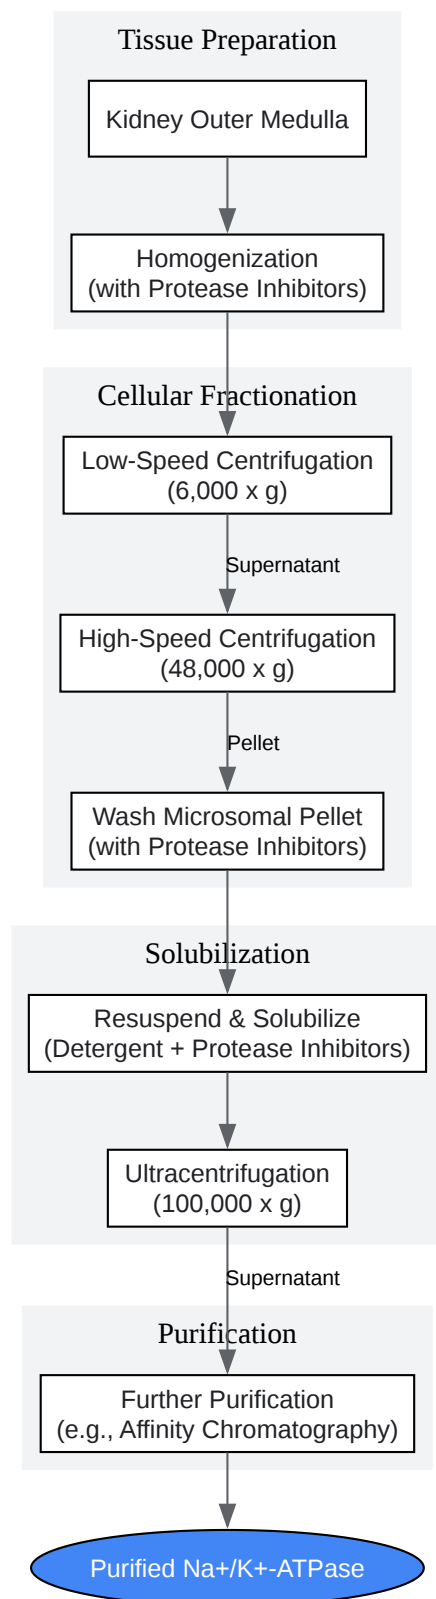 Tissue Preparation
Kidney Outer Medulla
Homogenization
(with Protease Inhibitors)
Cellular Fractionation
Low-Speed Centrifugation
(6,000 x g)
Supernatant
High-Speed Centrifugation
(48,000 x g)
Pellet
Wash Microsomal Pellet
(with Protease Inhibitors)
Solubilization
Resuspend & Solubilize
(Detergent + Protease Inhibitors)
Ultracentrifugation
(100,000 x g)
Supernatant
Purification
Further Purification
(e.g., Affinity Chromatography)
Purified Na+/K+-ATPase